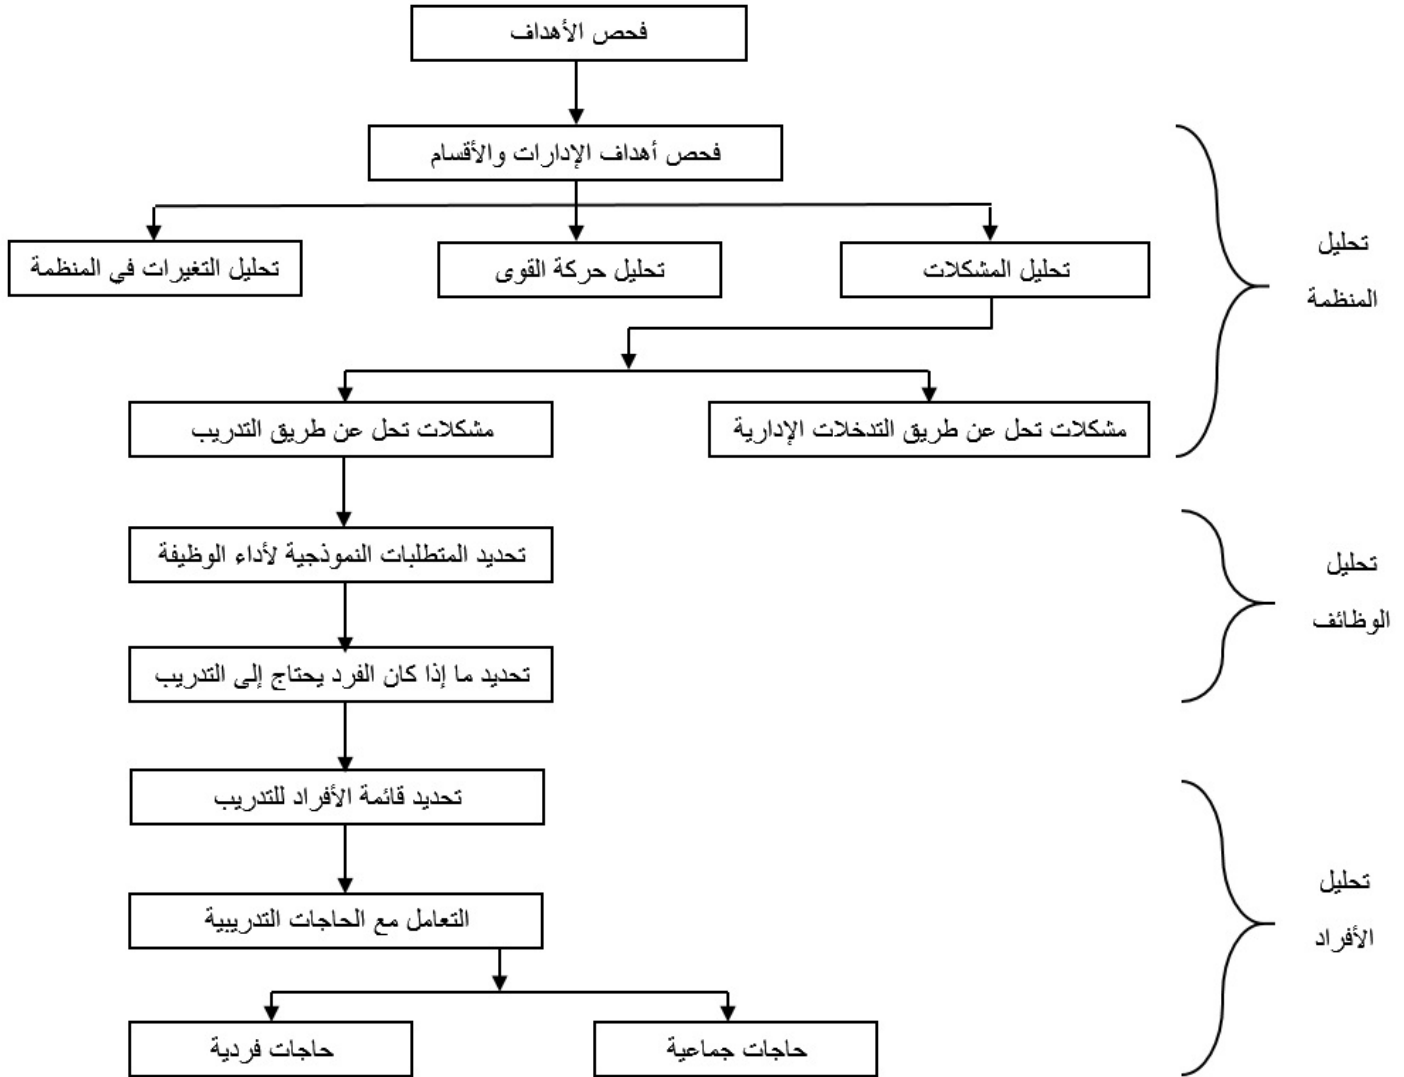 فحص الأهداف
فحص أهداف الإدارات والأقسام
تحليل
المنظمة
تحليل المشكلات
تحليل حركة القوى
تحليل التغيرات في المنظمة
مشكلات تحل عن طريق التدخلات الإدارية
مشكلات تحل عن طريق التدريب
تحليل
الوظائف
تحديد المتطلبات النموذجية لأداء الوظيفة
تحديد ما إذا كان الفرد يحتاج إلى التدريب
تحليل
الأفراد
تحديد قائمة الأفراد للتدريب
التعامل مع الحاجات التدريبية
حاجات جماعية
حاجات فردية